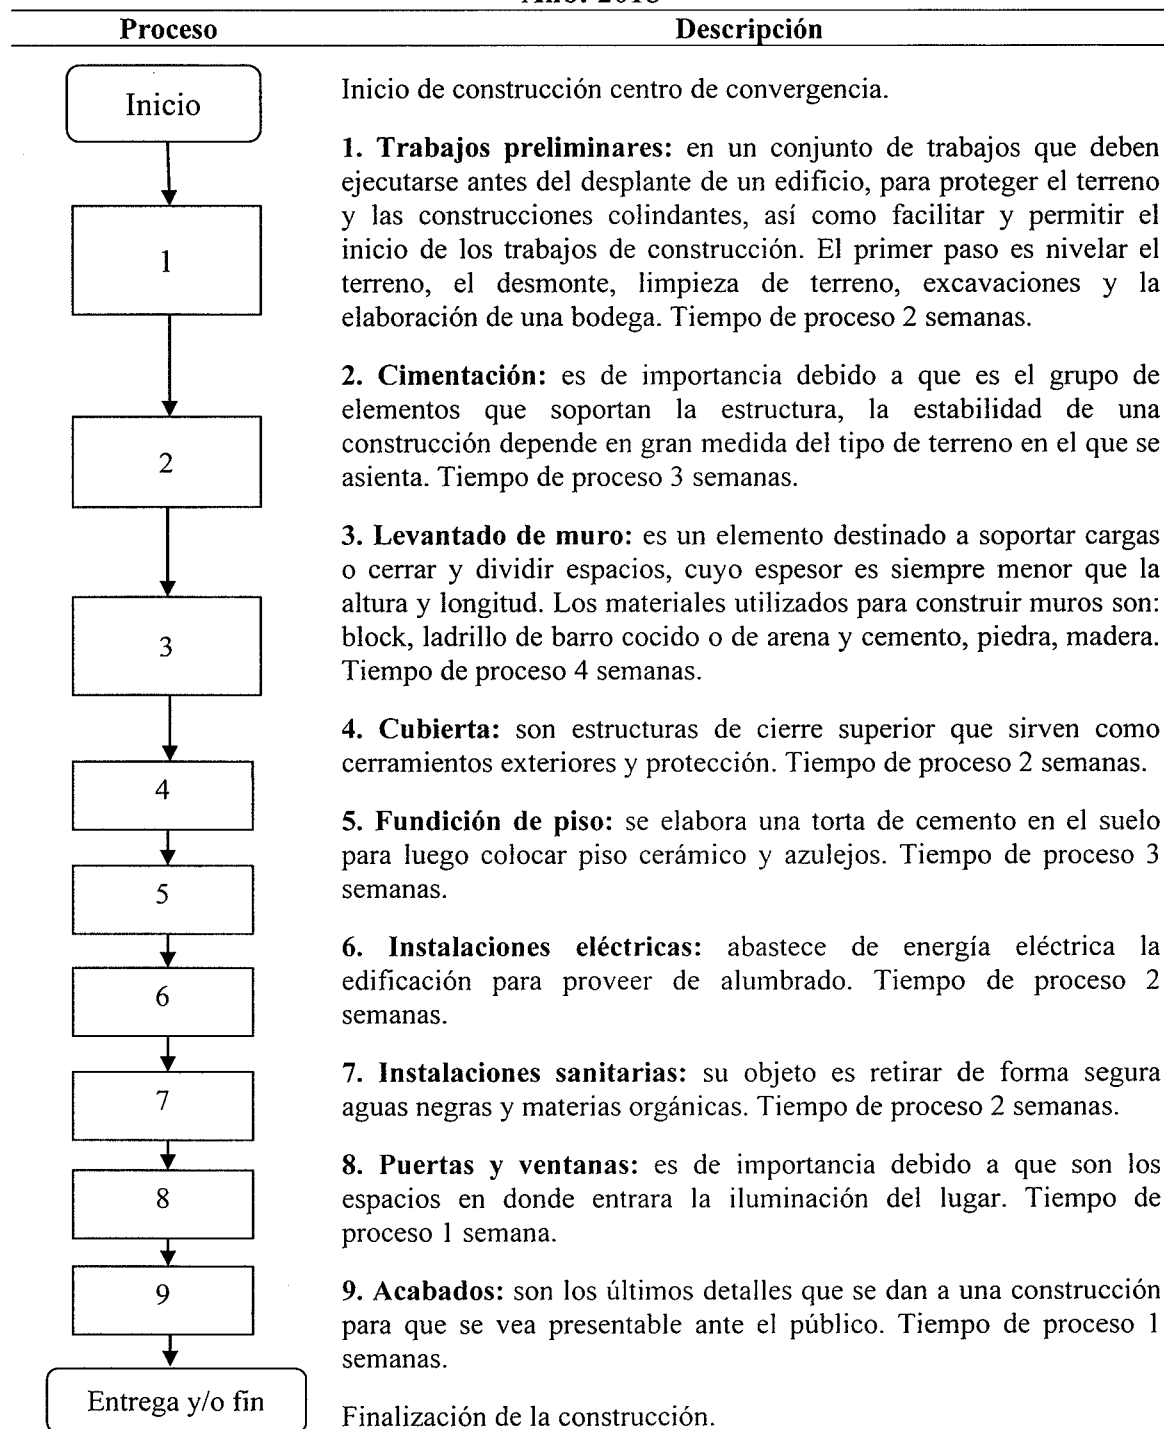 Año: 2018
Proceso Descripción
Inicio
Inicio de construcción centro de convergencia.
1. Trabajos preliminares: en un conjunto de trabajos que deben
ejecutarse antes del desplante de un edificio, para proteger el terreno
y las construcciones colindantes, así como facilitar y permitir el
inicio de los trabajos de construcción. El primer paso es nivelar el
terreno, el desmonte, limpieza de terreno, excavaciones y la
elaboración de una bodega. Tiempo de proceso 2 semanas.
1
2. Cimentación: es de importancia debido a que es el grupo de
elementos que soportan la estructura, la estabilidad de una
construcción depende en gran medida del tipo de terreno en el que se
asienta. Tiempo de proceso 3 semanas.
2
3. Levantado de muro: es un elemento destinado a soportar cargas
o cerrar y dividir espacios, cuyo espesor es siempre menor que la
altura y longitud. Los materiales utilizados para construir muros son:
block, ladrillo de barro cocido o de arena y cemento, piedra, madera.
Tiempo de proceso 4 semanas.
3
4. Cubierta: son estructuras de cierre superior que sirven como
cerramientos exteriores y protección. Tiempo de proceso 2 semanas.
4
5. Fundición de piso: se elabora una torta de cemento en el suelo
para luego colocar piso cerámico y azulejos. Tiempo de proceso 3
semanas.
5
6. Instalaciones eléctricas: abastece de energía eléctrica la
edificación para proveer de alumbrado. Tiempo de proceso 2
semanas.
6
7. Instalaciones sanitarias: su objeto es retirar de forma segura
aguas negras y materias orgánicas. Tiempo de proceso 2 semanas.
7
8. Puertas y ventanas: es de importancia debido a que son los
espacios en donde entrara la iluminación del lugar. Tiempo de
proceso 1 semana.
8
9. Acabados: son los últimos detalles que se dan a una construcción
para que se vea presentable ante el público. Tiempo de proceso 1
semanas.
9
Entrega y/o fin
Finalización de la construcción.